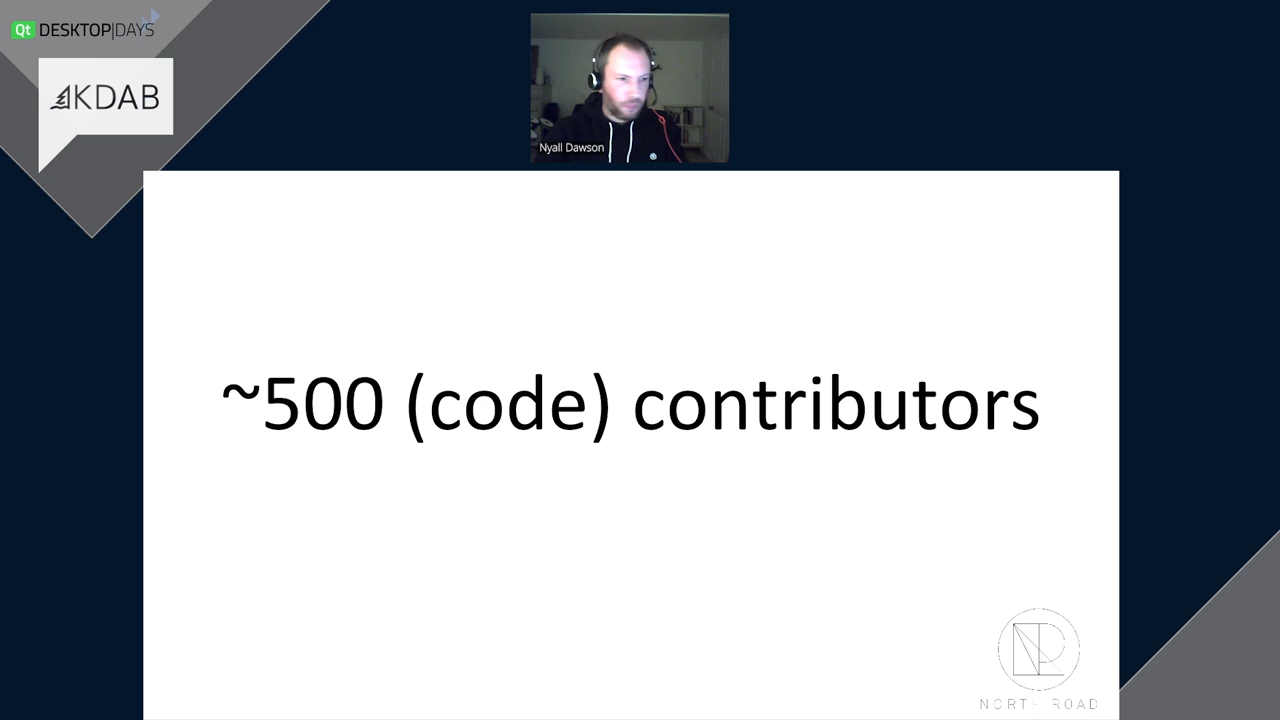 Qt DESKTOP|DAYS
KDAB
Nyall Dawson
~500 (code) contributors
NORTH ROAD